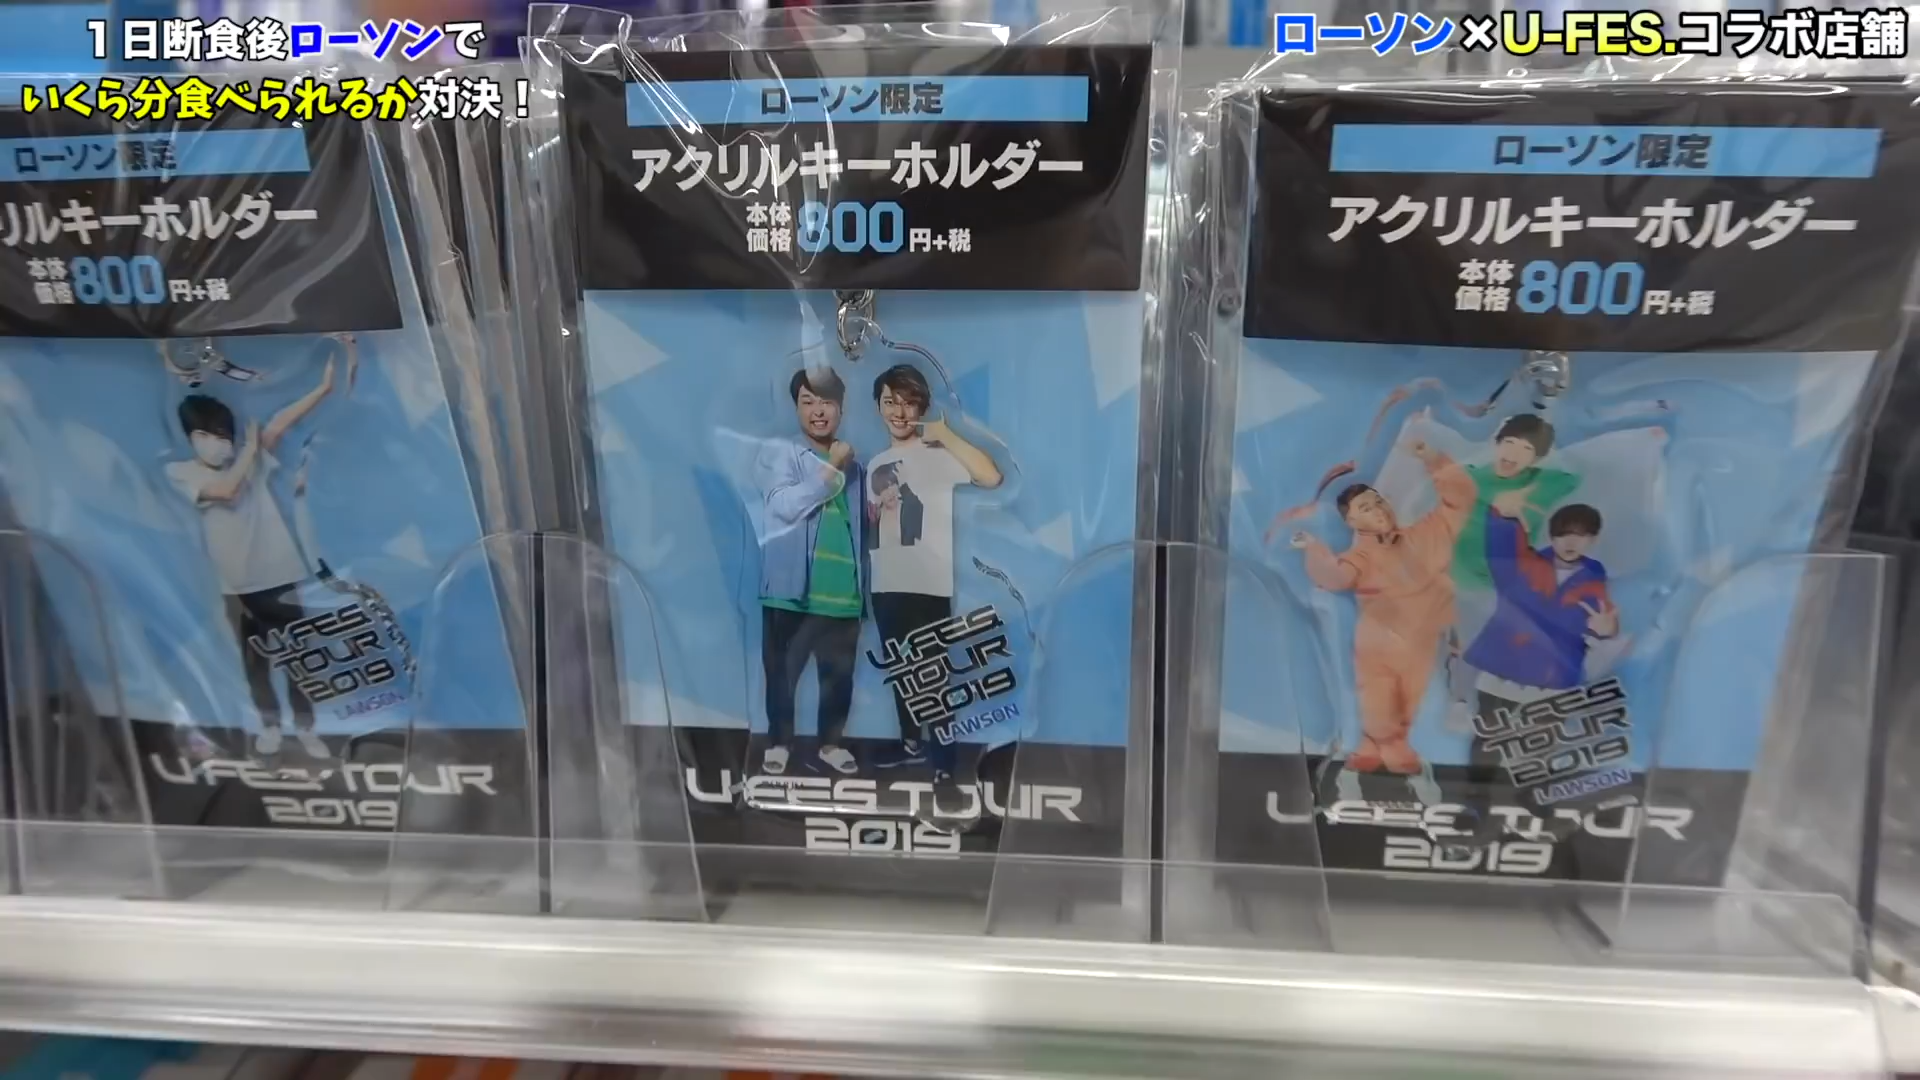 １日断食後ローソンで
いくら分食べられるか対決！
ローソン×U-FES.コラボ店舗
ローソン限定
リルキーホルダー
本体
価格800円+税
U-FES TOUR
2019
LAWSON
U-FES TOUR
2019
ローソン限定
アクリルキーホルダー
本体
価格800円+税
U-FES
TOUR
2019
LAWSON
U-FES TOUR
2019
ローソン限定
アクリルキーホルダー
本体
価格800円+税
U-FES
TOUR
2019
LAWSON
U-FES TOUR
2019